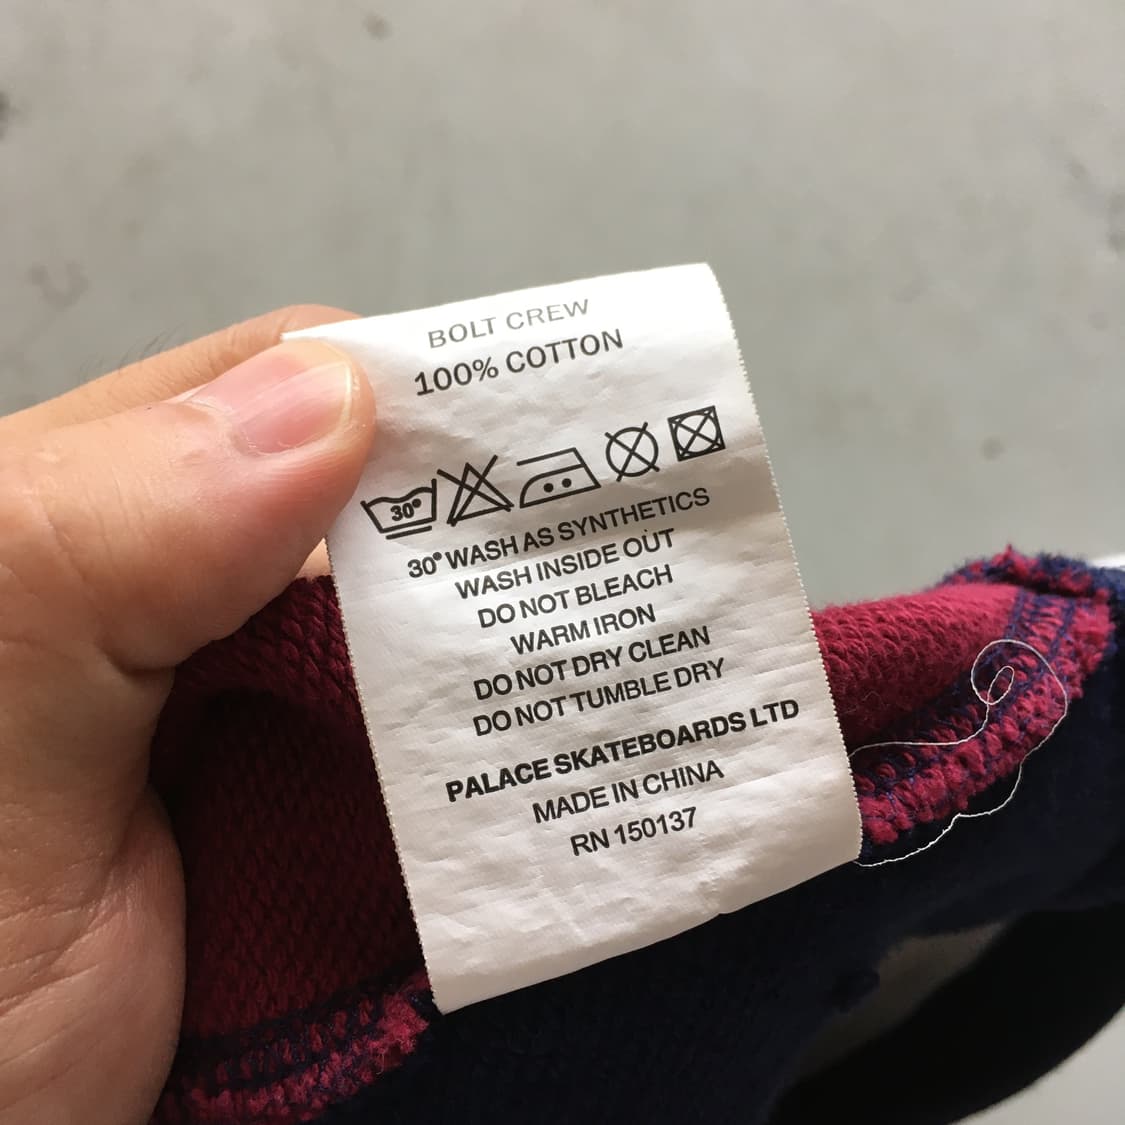 BOLT CREW
100% COTTON
30°
30° WASH AS SYNTHETICS
WASH INSIDE OUT
DO NOT BLEACH
WARM IRON
DO NOT DRY CLEAN
DO NOT TUMBLE DRY
PALACE SKATEBOARDS LTD
MADE IN CHINA
RN 150137